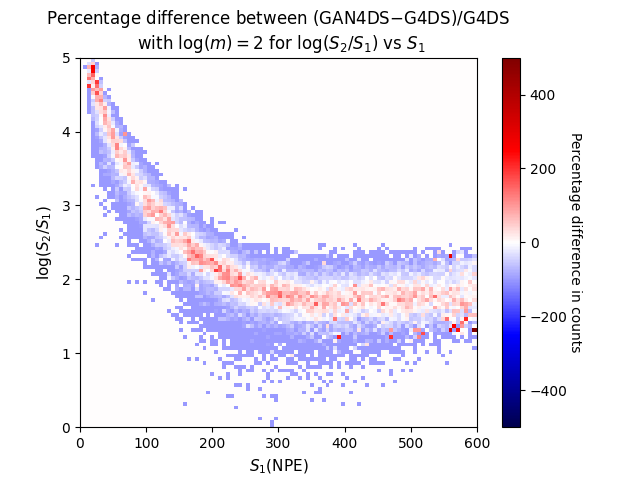 Percentage difference between (GAN4DS−G4DS)/G4DS
with log(m) = 2 for log(S₂/S₁) vs S₁
5
4
3
2
1
0
log(S₂/S₁)
0 100 200 300 400 500 600
S₁(NPE)
400
200
0
−200
−400
Percentage difference in counts